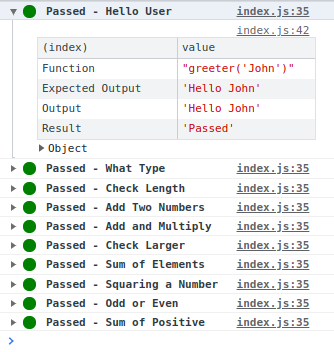 Passed - Hello User index.js:35
index.js:42
(index) value
Function "greeter('John')"
Expected Output 'Hello John'
Output 'Hello John'
Result 'Passed'
Object
Passed - What Type index.js:35
Passed - Check Length index.js:35
Passed - Add Two Numbers index.js:35
Passed - Add and Multiply index.js:35
Passed - Check Larger index.js:35
Passed - Sum of Elements index.js:35
Passed - Squaring a Number index.js:35
Passed - Odd or Even index.js:35
Passed - Sum of Positive index.js:35